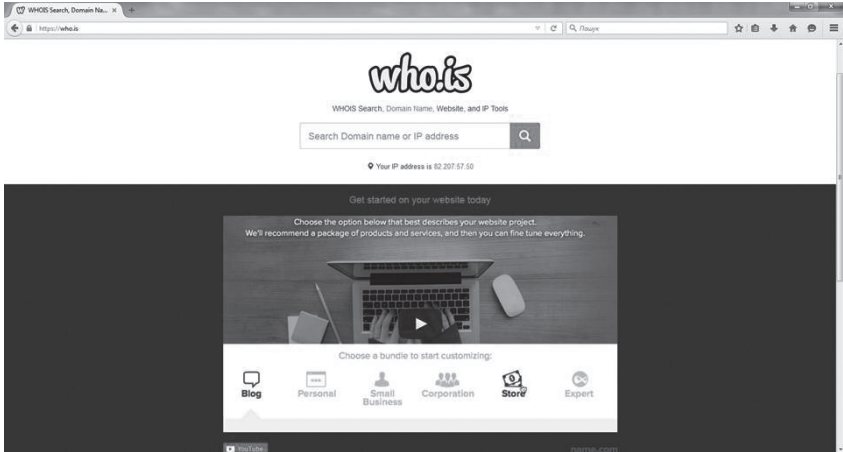 WHOIS Search, Domain Na... × +
https://who.is
Пошук
who.is
WHOIS Search, Domain Name, Website, and IP Tools
Search Domain name or IP address
Your IP address is 82.207.57.50
Get started on your website today
Choose the option below that best describes your website project.
We'll recommend a package of products and services, and then you can fine tune everything.
Choose a bundle to start customizing:
Blog
Personal
Small
Business
Corporation
Store
Expert
YouTube
name.com